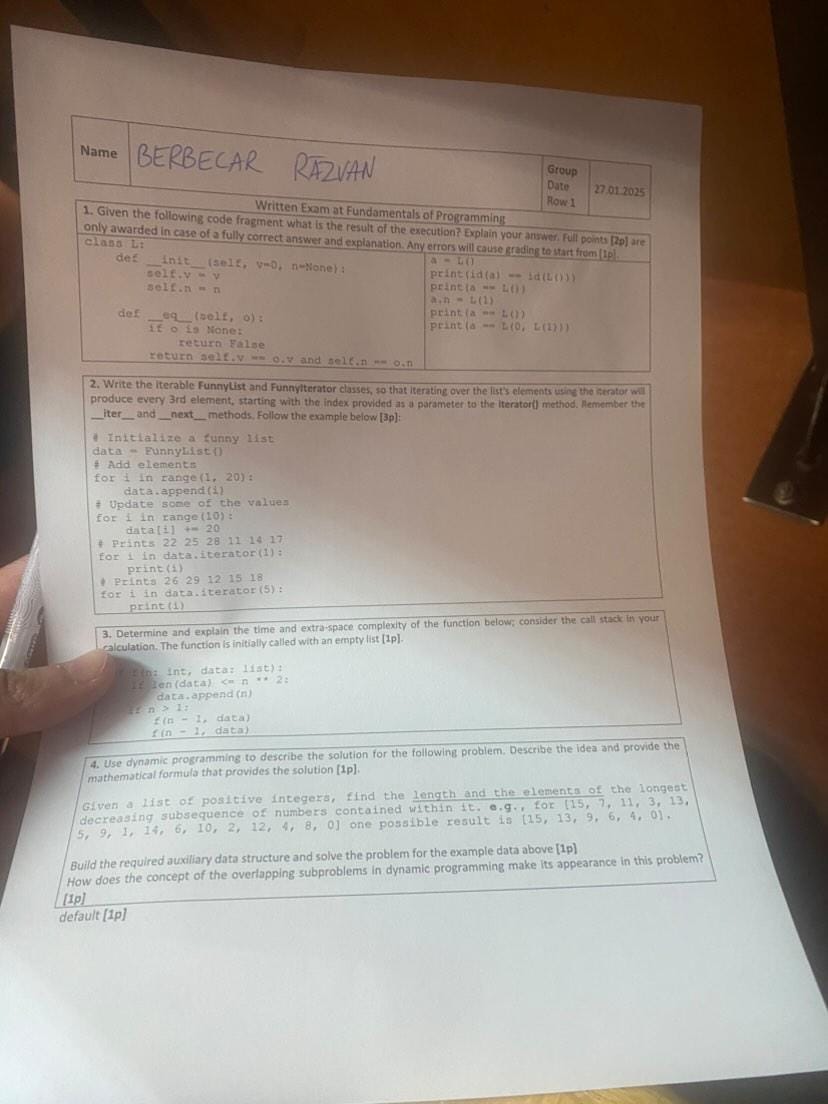 Name BERBECAR RĂZVAN
Group
Date 27.01.2025
Row 1
Written Exam at Fundamentals of Programming
1. Given the following code fragment what is the result of the execution? Explain your answer. Full points [2p] are
only awarded in case of a fully correct answer and explanation. Any errors will cause grading to start from [1p].
class L:
def __init__(self, v=0, n=None):
self.v = v
self.n = n
def __eq__(self, o):
if o is None:
return False
return self.v == o.v and self.n == o.n
a = L()
print(id(a) == id(L()))
print(a == L())
a.n = L(1)
print(a == L())
print(a == L(0, L(1)))
2. Write the iterable FunnyList and FunnyIterator classes, so that iterating over the list's elements using the iterator will
produce every 3rd element, starting with the index provided as a parameter to the iterator() method. Remember the
__iter__ and __next__ methods. Follow the example below [3p]:
# Initialize a funny list
data = FunnyList()
# Add elements
for i in range(1, 20):
data.append(i)
# Update some of the values
for i in range(10):
data[i] += 20
# Prints 22 25 28 11 14 17
for i in data.iterator(1):
print(i)
# Prints 26 29 12 15 18
for i in data.iterator(5):
print(i)
3. Determine and explain the time and extra-space complexity of the function below; consider the call stack in your
calculation. The function is initially called with an empty list [1p].
f(n: int, data: list):
if len(data) <= n ** 2:
data.append(n)
if n > 1:
f(n - 1, data)
f(n - 1, data)
4. Use dynamic programming to describe the solution for the following problem. Describe the idea and provide the
mathematical formula that provides the solution [1p].
Given a list of positive integers, find the length and the elements of the longest
decreasing subsequence of numbers contained within it. e.g., for [15, 7, 11, 3, 13,
5, 9, 1, 14, 6, 10, 2, 12, 4, 8, 0] one possible result is [15, 13, 9, 6, 4, 0].
Build the required auxiliary data structure and solve the problem for the example data above [1p]
How does the concept of the overlapping subproblems in dynamic programming make its appearance in this problem?
[1p]
default [1p]